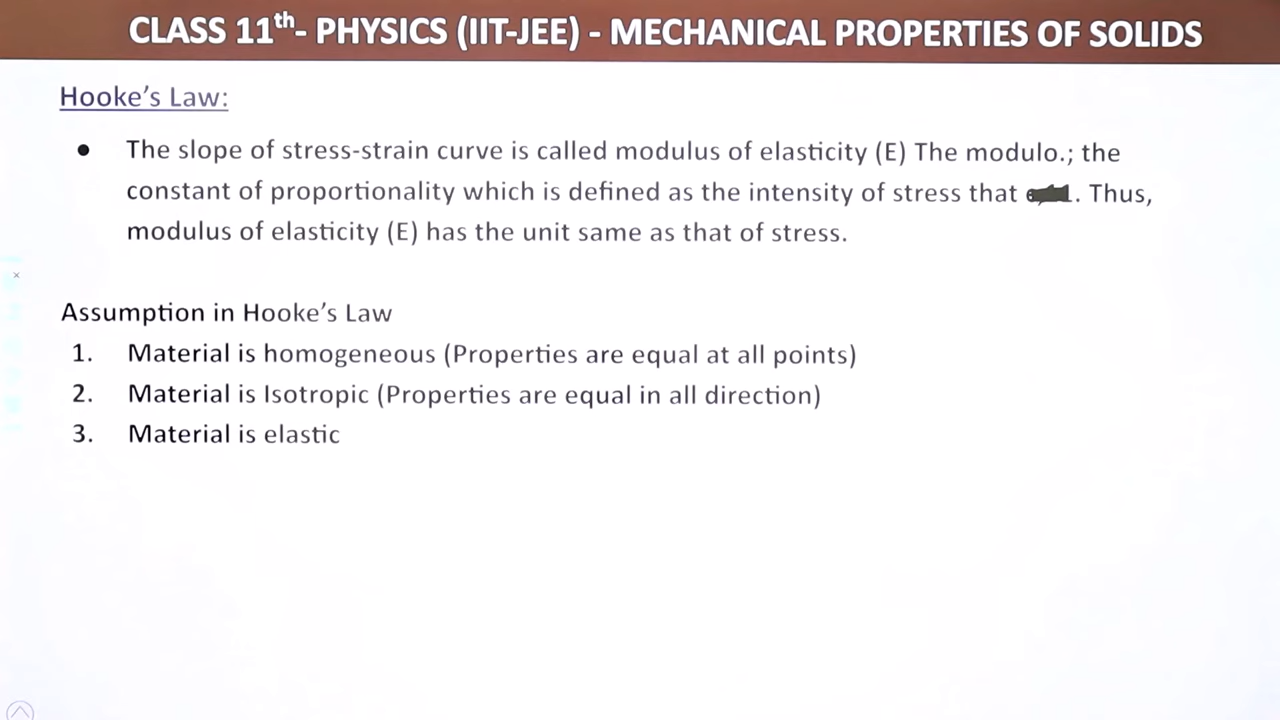 CLASS 11th- PHYSICS (IIT-JEE) - MECHANICAL PROPERTIES OF SOLIDS
Hooke's Law:
● The slope of stress-strain curve is called modulus of elasticity (E) The modulo.; the
constant of proportionality which is defined as the intensity of stress that . Thus,
modulus of elasticity (E) has the unit same as that of stress.
Assumption in Hooke's Law
1. Material is homogeneous (Properties are equal at all points)
2. Material is Isotropic (Properties are equal in all direction)
3. Material is elastic